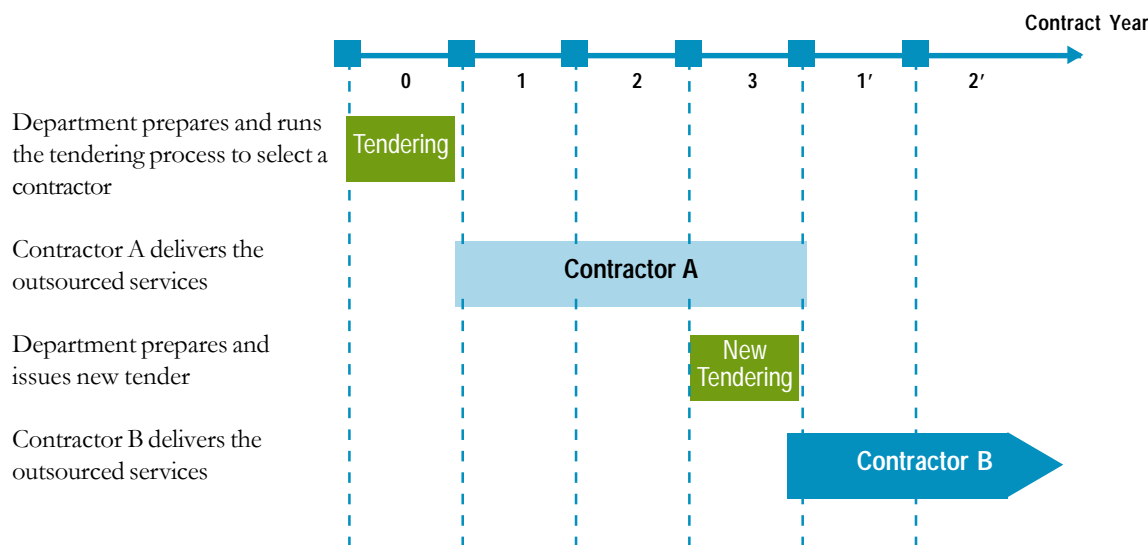 Contract Year
0 1 2 3 1′ 2′
Department prepares and runs
the tendering process to select a
contractor
Tendering
Contractor A delivers the
outsourced services
Contractor A
Department prepares and
issues new tender
New
Tendering
Contractor B delivers the
outsourced services
Contractor B